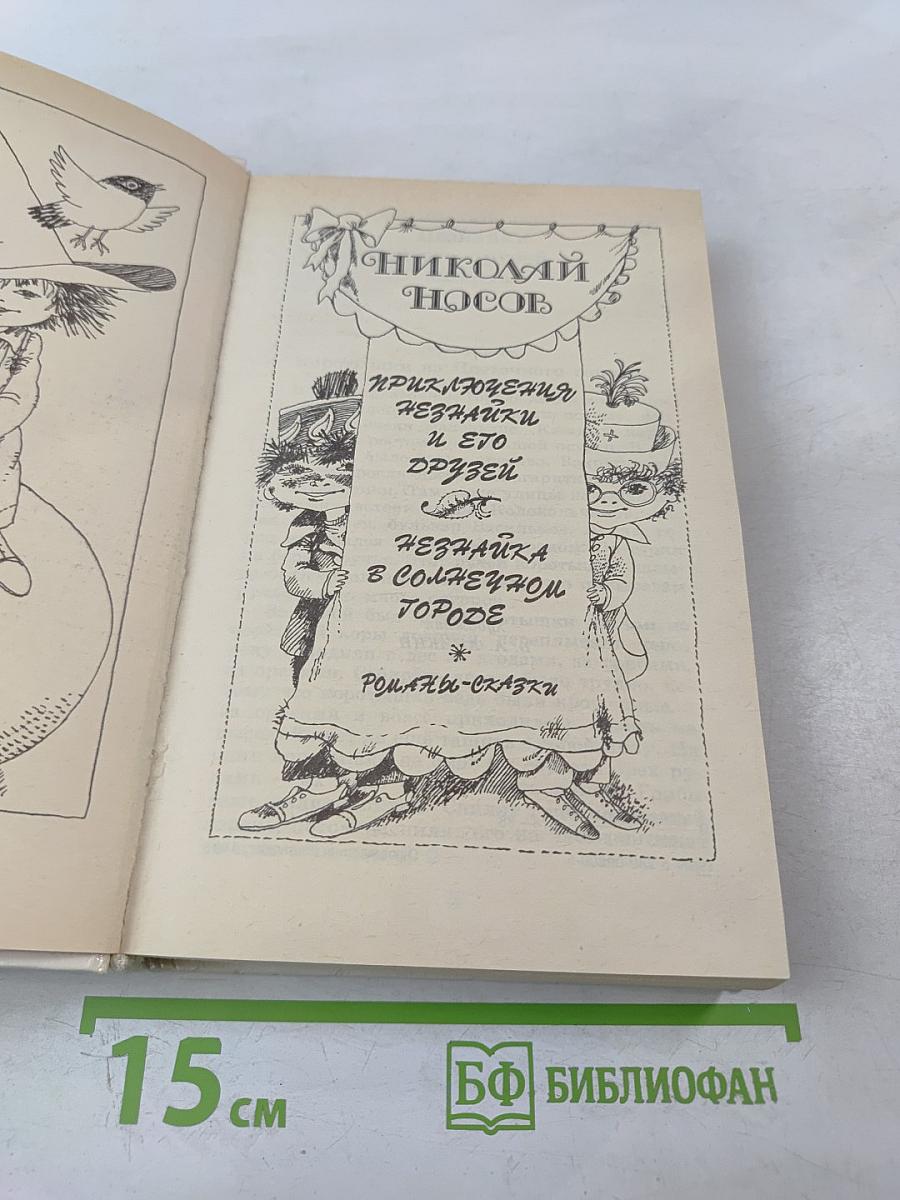 НИКОЛАЙ
НОСОВ
ПРИКЛЮЧЕНИЯ
НЕЗНАЙКИ
И ЕГО
ДРУЗЕЙ
НЕЗНАЙКА
В СОЛНЕЧНОМ
ГОРОДЕ
РОМАНЫ-СКАЗКИ
15 см
БФ БИБЛИОФАН